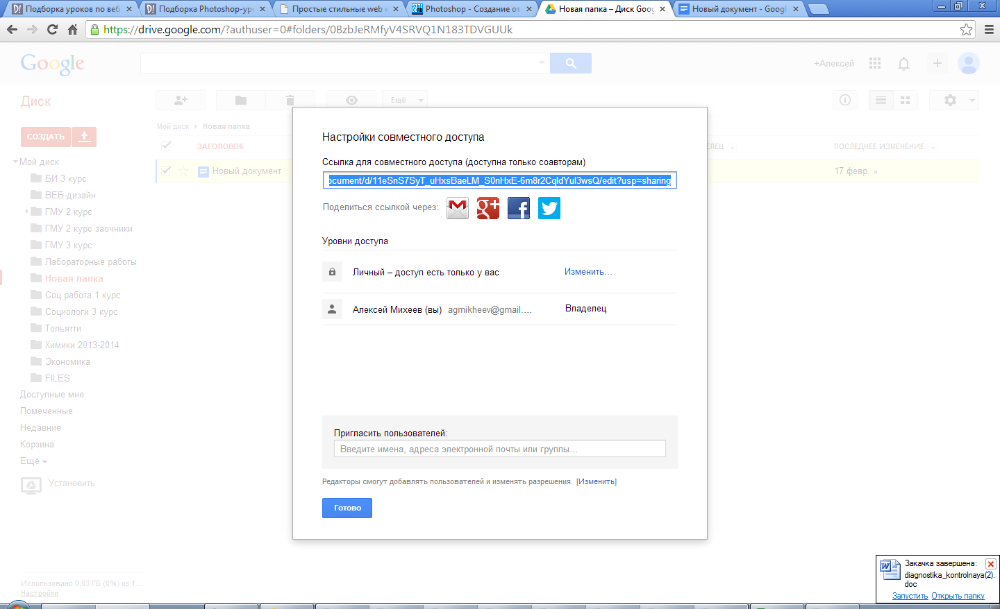 Подборка уроков по веб
Подборка Photoshop-уро
Простые стильные web к
Photoshop - Создание от
Новая папка – Диск Goo
Новый документ - Googl
https://drive.google.com/?authuser=0#folders/0BzbJeRMfyV4SRVQ1N183TDVGUUk
Google
+Алексей
Диск
Ещё
СОЗДАТЬ
Мой диск
Новая папка
ЗАГОЛОВОК
ЛЕЦ
ПОСЛЕДНЕЕ ИЗМЕНЕНИЕ
Новый документ
17 февр.
Мой диск
БИ 3 курс
ВЕБ-дизайн
ГМУ 2 курс
ГМУ 2 курс заочники
ГМУ 3 курс
Лабораторные работы
Новая папка
Соц работа 1 курс
Социологи 3 курс
Тольятти
Химики 2013-2014
Экономика
FILES
Доступные мне
Помеченные
Недавние
Корзина
Ещё
Установить
Использовано 0,03 ГБ (0%) из 1...
Настройки
Настройки совместного доступа
Ссылка для совместного доступа (доступна только соавторам)
ocument/d/11eSnS7SyT_uHxsBaeLM_S0nHxE-6m8r2CqldYuI3wsQ/edit?usp=sharing
Поделиться ссылкой через:
Уровни доступа
Личный – доступ есть только у вас
Изменить...
Алексей Михеев (вы) agmikheev@gmail....
Владелец
Пригласить пользователей:
Введите имена, адреса электронной почты или группы...
Редакторы смогут добавлять пользователей и изменять разрешения. [Изменить]
Готово
Закачка завершена:
diagnostika_kontrolnaya(2).
doc
Запустить Открыть папку